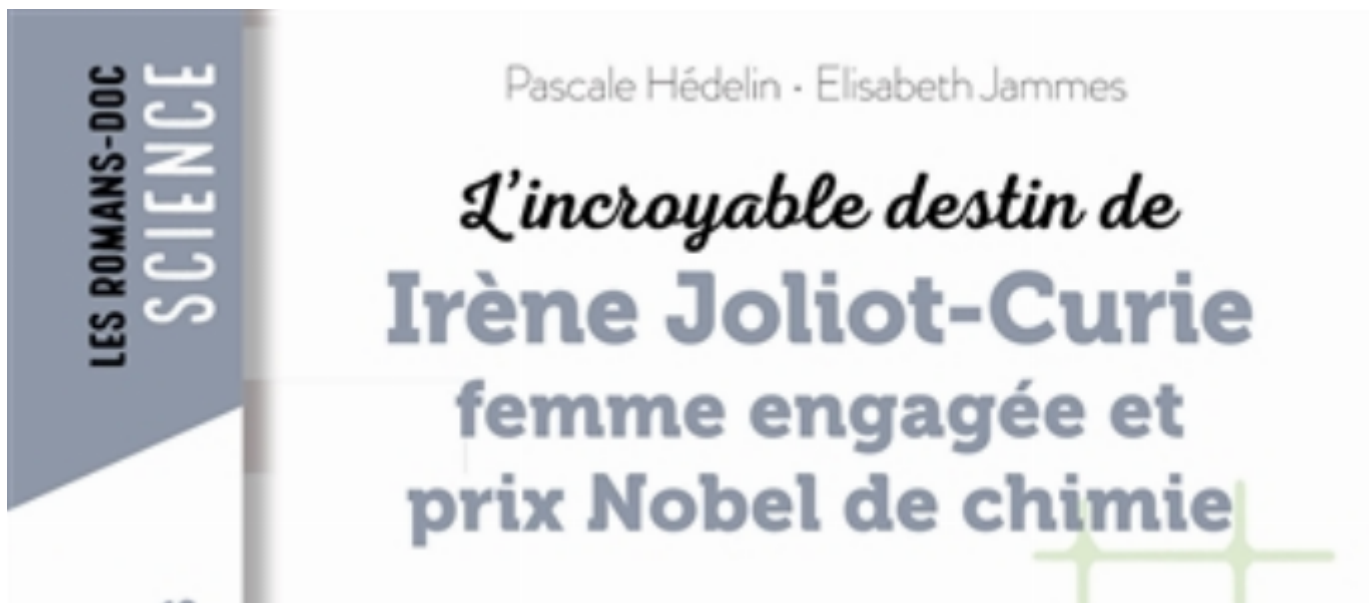 LES ROMANS-DOC
SCIENCE
Pascale Hédelin · Elisabeth Jammes
L'incroyable destin de
Irène Joliot-Curie
femme engagée et
prix Nobel de chimie